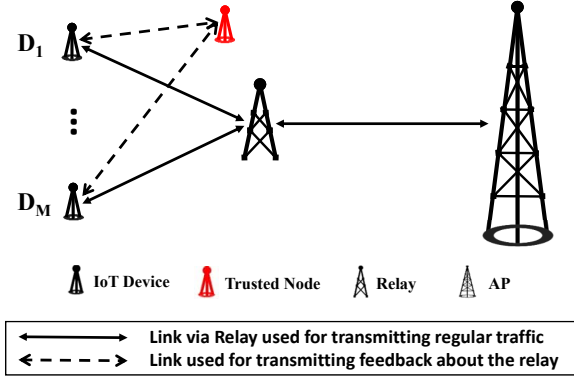 D1
DM
IoT Device
Trusted Node
Relay
AP
Link via Relay used for transmitting regular traffic
Link used for transmitting feedback about the relay